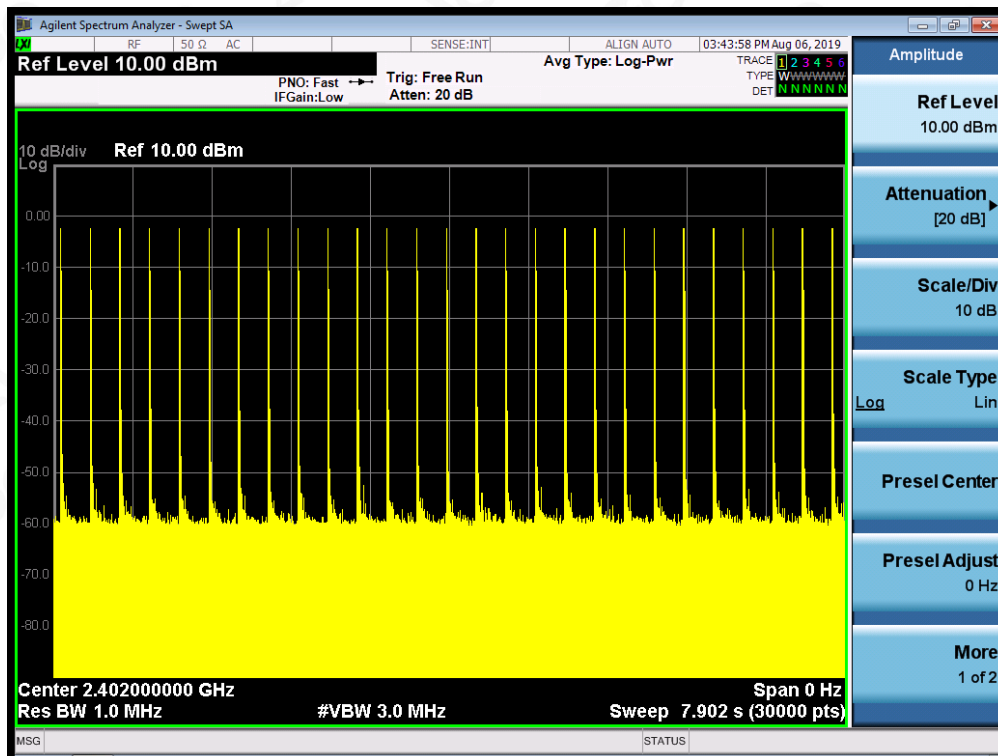 Agilent Spectrum Analyzer - Swept SA
LXI RF 50 Ω AC SENSE:INT ALIGN AUTO 03:43:58 PM Aug 06, 2019
Ref Level 10.00 dBm
PNO: Fast
IFGain:Low
Trig: Free Run
Atten: 20 dB
Avg Type: Log-Pwr
TRACE 1 2 3 4 5 6
TYPE W
DET N N N N N N
10 dB/div Ref 10.00 dBm
Log
0.00
-10.0
-20.0
-30.0
-40.0
-50.0
-60.0
-70.0
-80.0
Center 2.402000000 GHz Span 0 Hz
Res BW 1.0 MHz #VBW 3.0 MHz Sweep 7.902 s (30000 pts)
MSG STATUS
Amplitude
Ref Level
10.00 dBm
Attenuation
[20 dB]
Scale/Div
10 dB
Scale Type
Log Lin
Presel Center
Presel Adjust
0 Hz
More
1 of 2